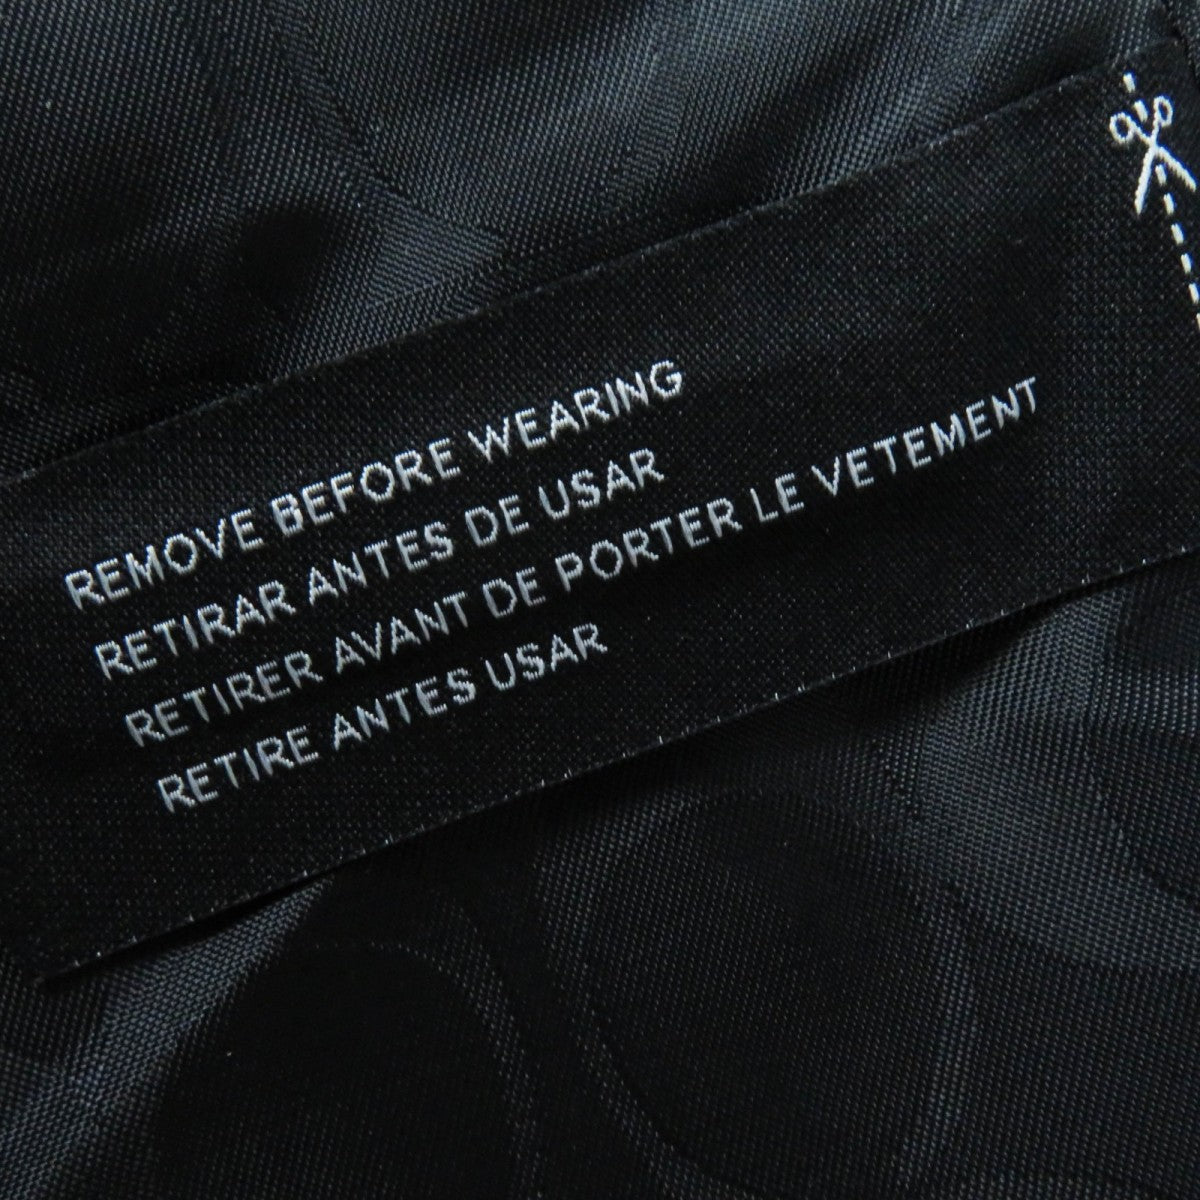 REMOVE BEFORE WEARING
RETIRAR ANTES DE USAR
RETIRER AVANT DE PORTER LE VETEMENT
RETIRE ANTES USAR